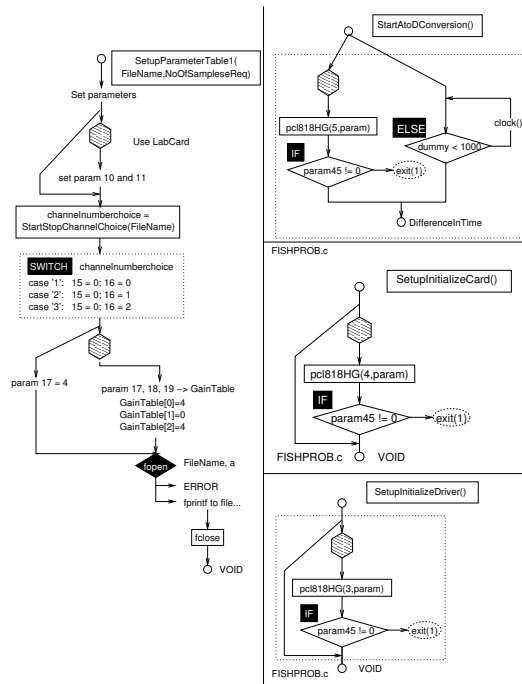 SetupParameterTable1(
FileName,NoOfSampleseReq)
Set parameters
Use LabCard
set param 10 and 11
channelnumberchoice =
StartStopChannelChoice(FileName)
SWITCH channelnumberchoice
case '1': 15 = 0; 16 = 0
case '2': 15 = 0; 16 = 1
case '3': 15 = 0; 16 = 2
param 17 = 4
param 17, 18, 19 -> GainTable
GainTable[0]=4
GainTable[1]=0
GainTable[2]=4
fopen FileName, a
ERROR
fprintf to file...
fclose
VOID
StartAtoDConversion()
pcl818HG(5,param)
IF
param45 != 0
exit(1)
ELSE
clock()
dummy < 1000
DifferenceInTime
FISHPROB.c
SetupInitializeCard()
pcl818HG(4,param)
IF
param45 != 0
exit(1)
FISHPROB.c VOID
SetupInitializeDriver()
pcl818HG(3,param)
IF
param45 != 0
exit(1)
FISHPROB.c VOID